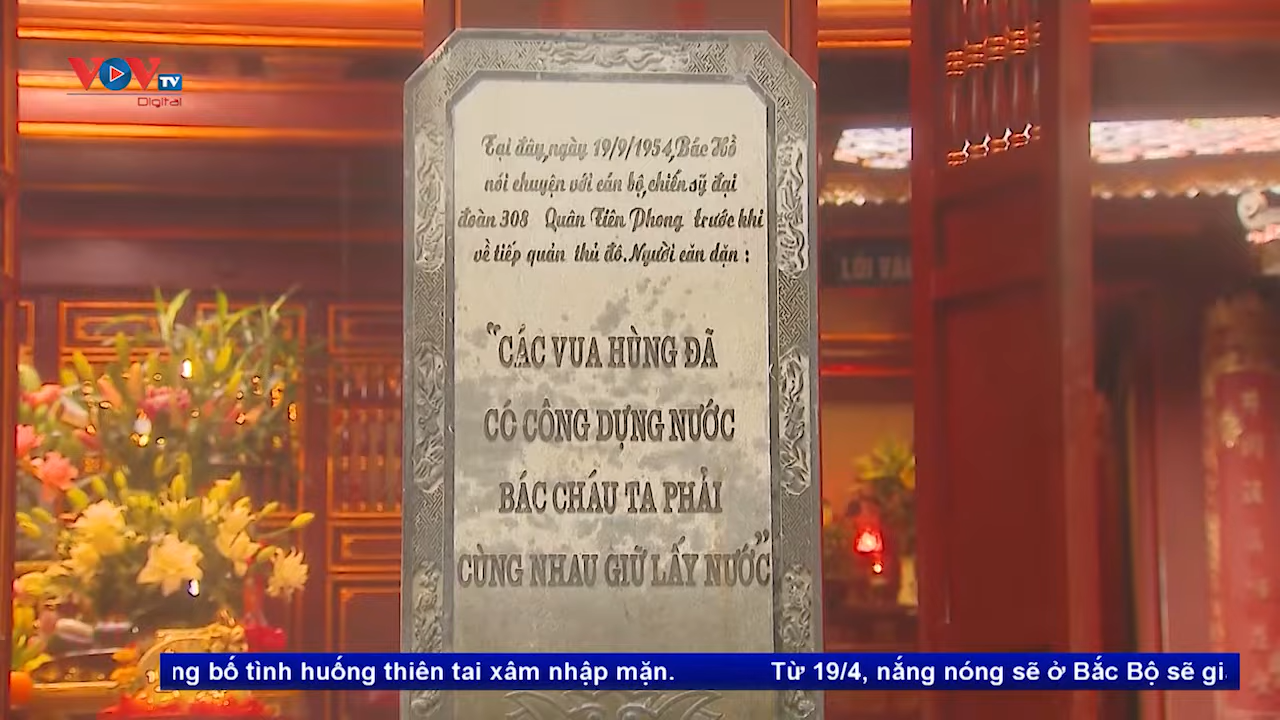 VOV TV
Digital
Tại đây, ngày 19/9/1954, Bác Hồ
nói chuyện với cán bộ, chiến sỹ đại
đoàn 308 Quân Tiên Phong trước khi
về tiếp quản thủ đô. Người căn dặn :
"CÁC VUA HÙNG ĐÃ
CÓ CÔNG DỰNG NƯỚC
BÁC CHÁU TA PHẢI
CÙNG NHAU GIỮ LẤY NƯỚC"
LỐI VÀO
ng bố tình huống thiên tai xâm nhập mặn. Từ 19/4, nắng nóng sẽ ở Bắc Bộ sẽ gi